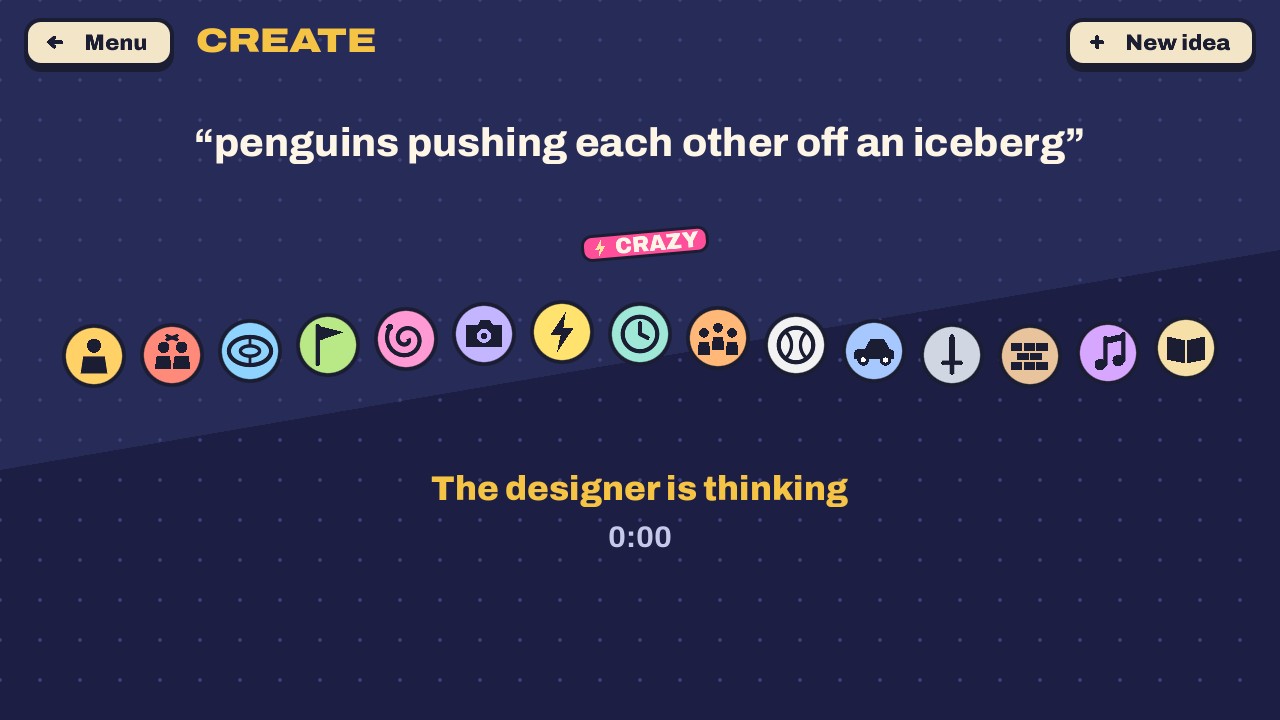 Menu
CREATE
New idea
“penguins pushing each other off an iceberg”
CRAZY
The designer is thinking
0:00